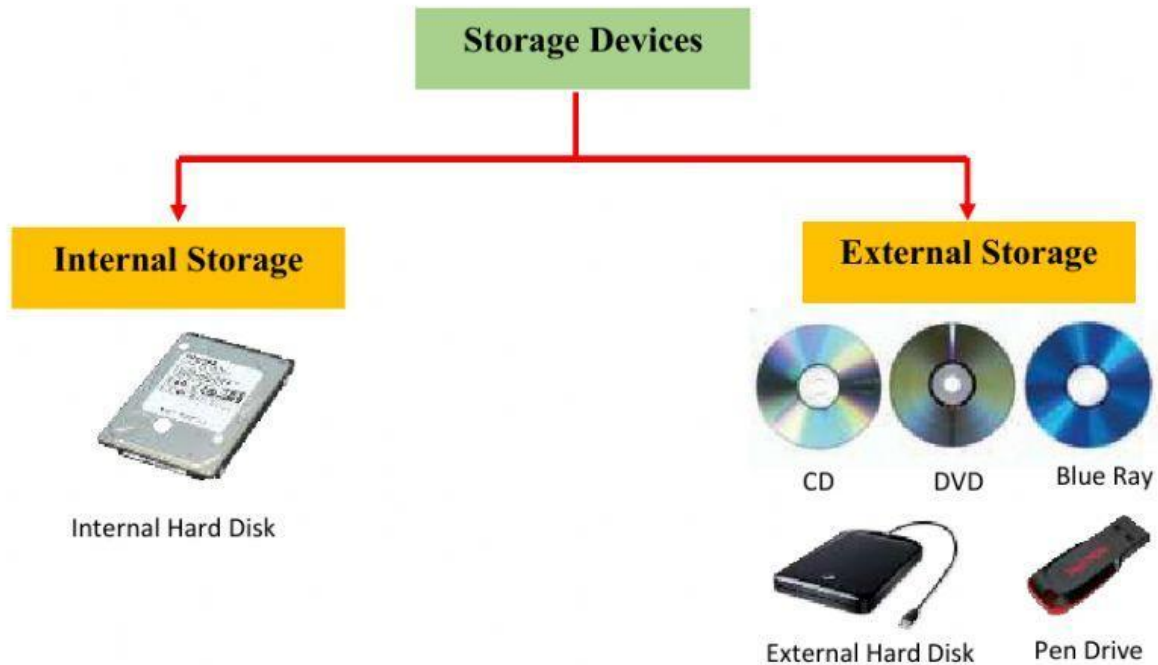 Storage Devices
Internal Storage
External Storage
Internal Hard Disk
CD
DVD
Blue Ray
External Hard Disk
Pen Drive